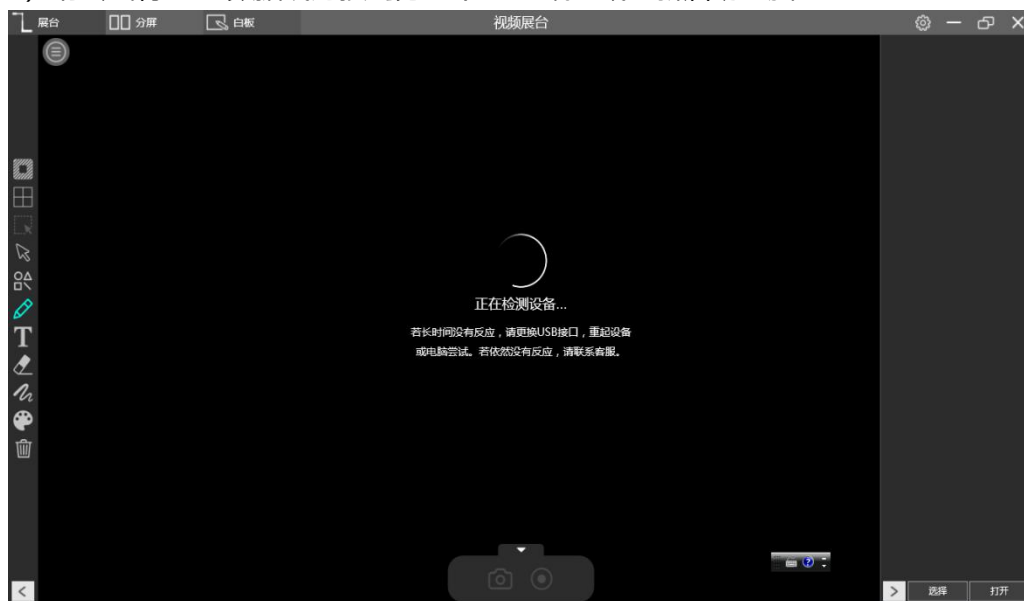 展台
分屏
白板
视频展台
正在检测设备...
若长时间没有反应，请更换USB接口，重起设备
或电脑尝试。若依然没有反应，请联系客服。
选择
打开